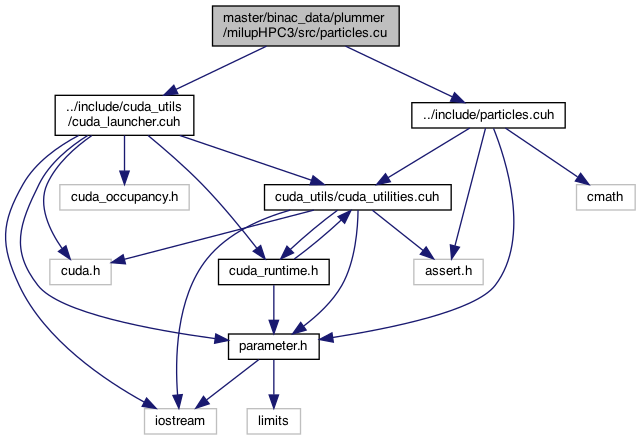 master/binac_data/plummer
/milupHPC3/src/particles.cu
../include/cuda_utils
/cuda_launcher.cuh
../include/particles.cuh
cuda_occupancy.h
cuda_utils/cuda_utilities.cuh
cmath
cuda.h
cuda_runtime.h
assert.h
parameter.h
iostream
limits